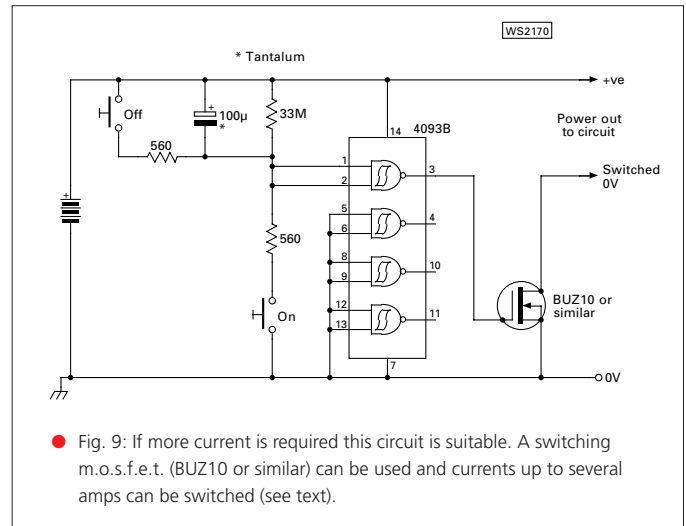 WS2170
* Tantalum
+ve
Off
+
100µ
*
33M
4093B
Power out
to circuit
14
560
1
2
3
Switched
0V
+
5
6
4
560
8
9
10
BUZ10 or
similar
On
12
13
11
7
0V
Fig. 9: If more current is required this circuit is suitable. A switching
m.o.s.f.e.t. (BUZ10 or similar) can be used and currents up to several
amps can be switched (see text).